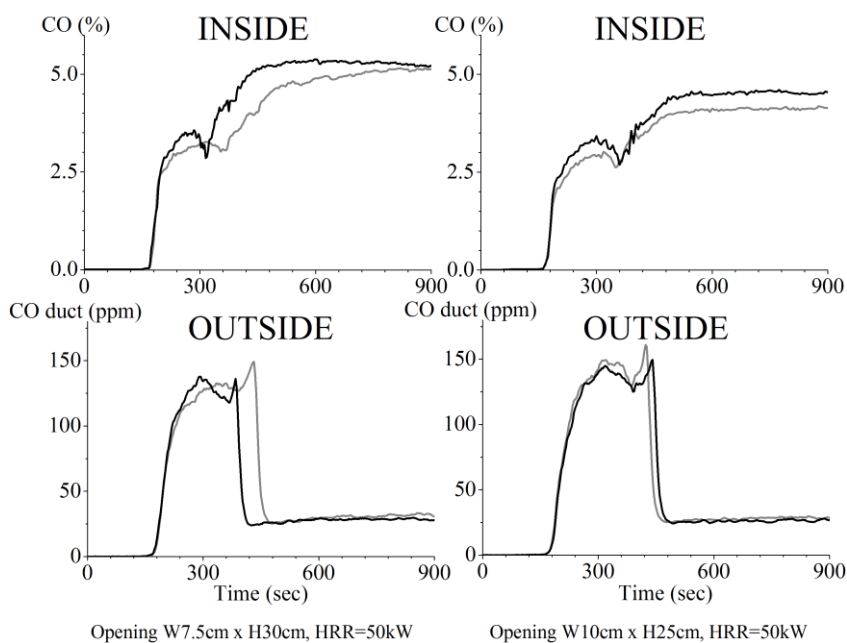 CO (%)
INSIDE
5.0
2.5
0.0
300
600
900
CO (%)
INSIDE
5.0
2.5
0.0
300
600
900
CO duct (ppm)
OUTSIDE
150
100
50
0
0
300
600
900
Time (sec)
Opening W7.5cm x H30cm, HRR=50kW
CO duct (ppm)
OUTSIDE
150
100
50
0
0
300
600
900
Time (sec)
Opening W10cm x H25cm, HRR=50kW